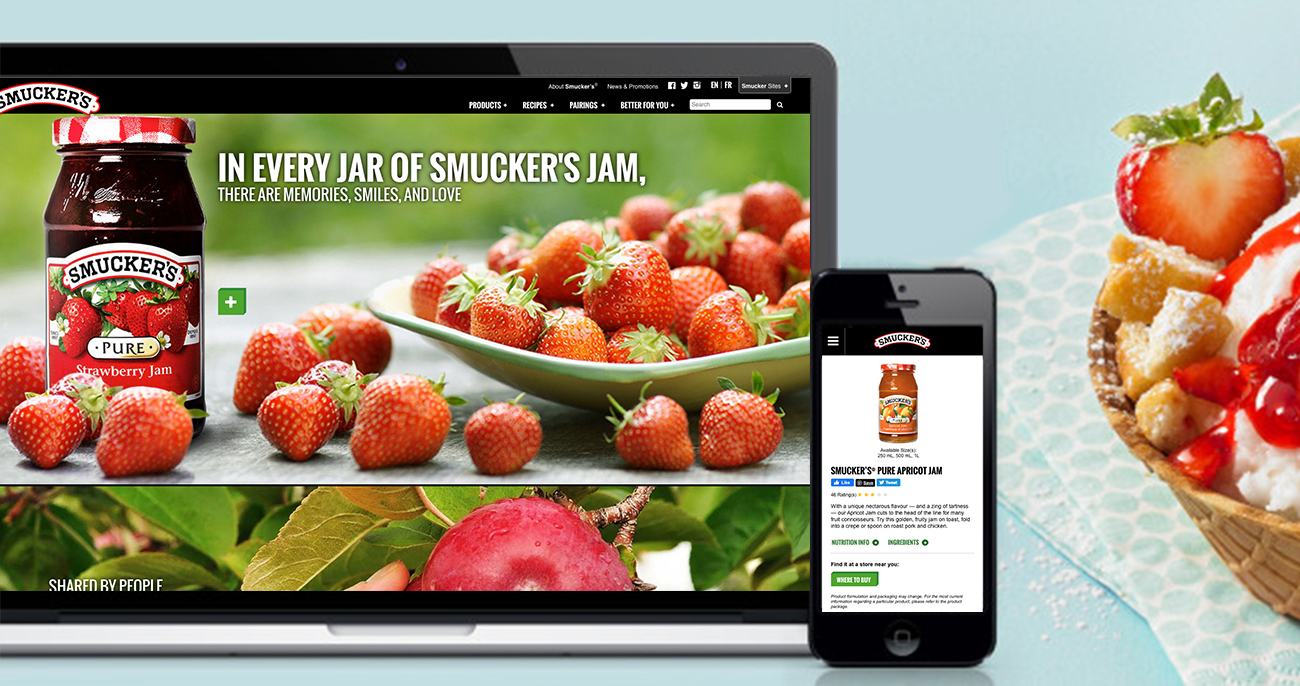 SMUCKER'S
About Smucker's®
News & Promotions
EN | FR
Smucker Sites +
PRODUCTS +
RECIPES +
PAIRINGS +
BETTER FOR YOU +
Search
IN EVERY JAR OF SMUCKER'S JAM,
THERE ARE MEMORIES, SMILES, AND LOVE
SMUCKER'S
PURE
Strawberry Jam
SHARED BY PEOPLE
SMUCKER'S
SMUCKER'S
Available Size(s):
250 mL, 500 mL, 1L
SMUCKER'S® PURE APRICOT JAM
Like
Save
Tweet
46 Rating(s)
With a unique nectarous flavour — and a zing of tartness
— our Apricot Jam cuts to the head of the line for many
fruit connoisseurs. Try this golden, fruity jam on toast, fold
into a crepe or spoon on roast pork and chicken.
NUTRITION INFO
INGREDIENTS
Find it at a store near you:
WHERE TO BUY
Product formulation and packaging may change. For the most current
information regarding a particular product, please refer to the product
package.